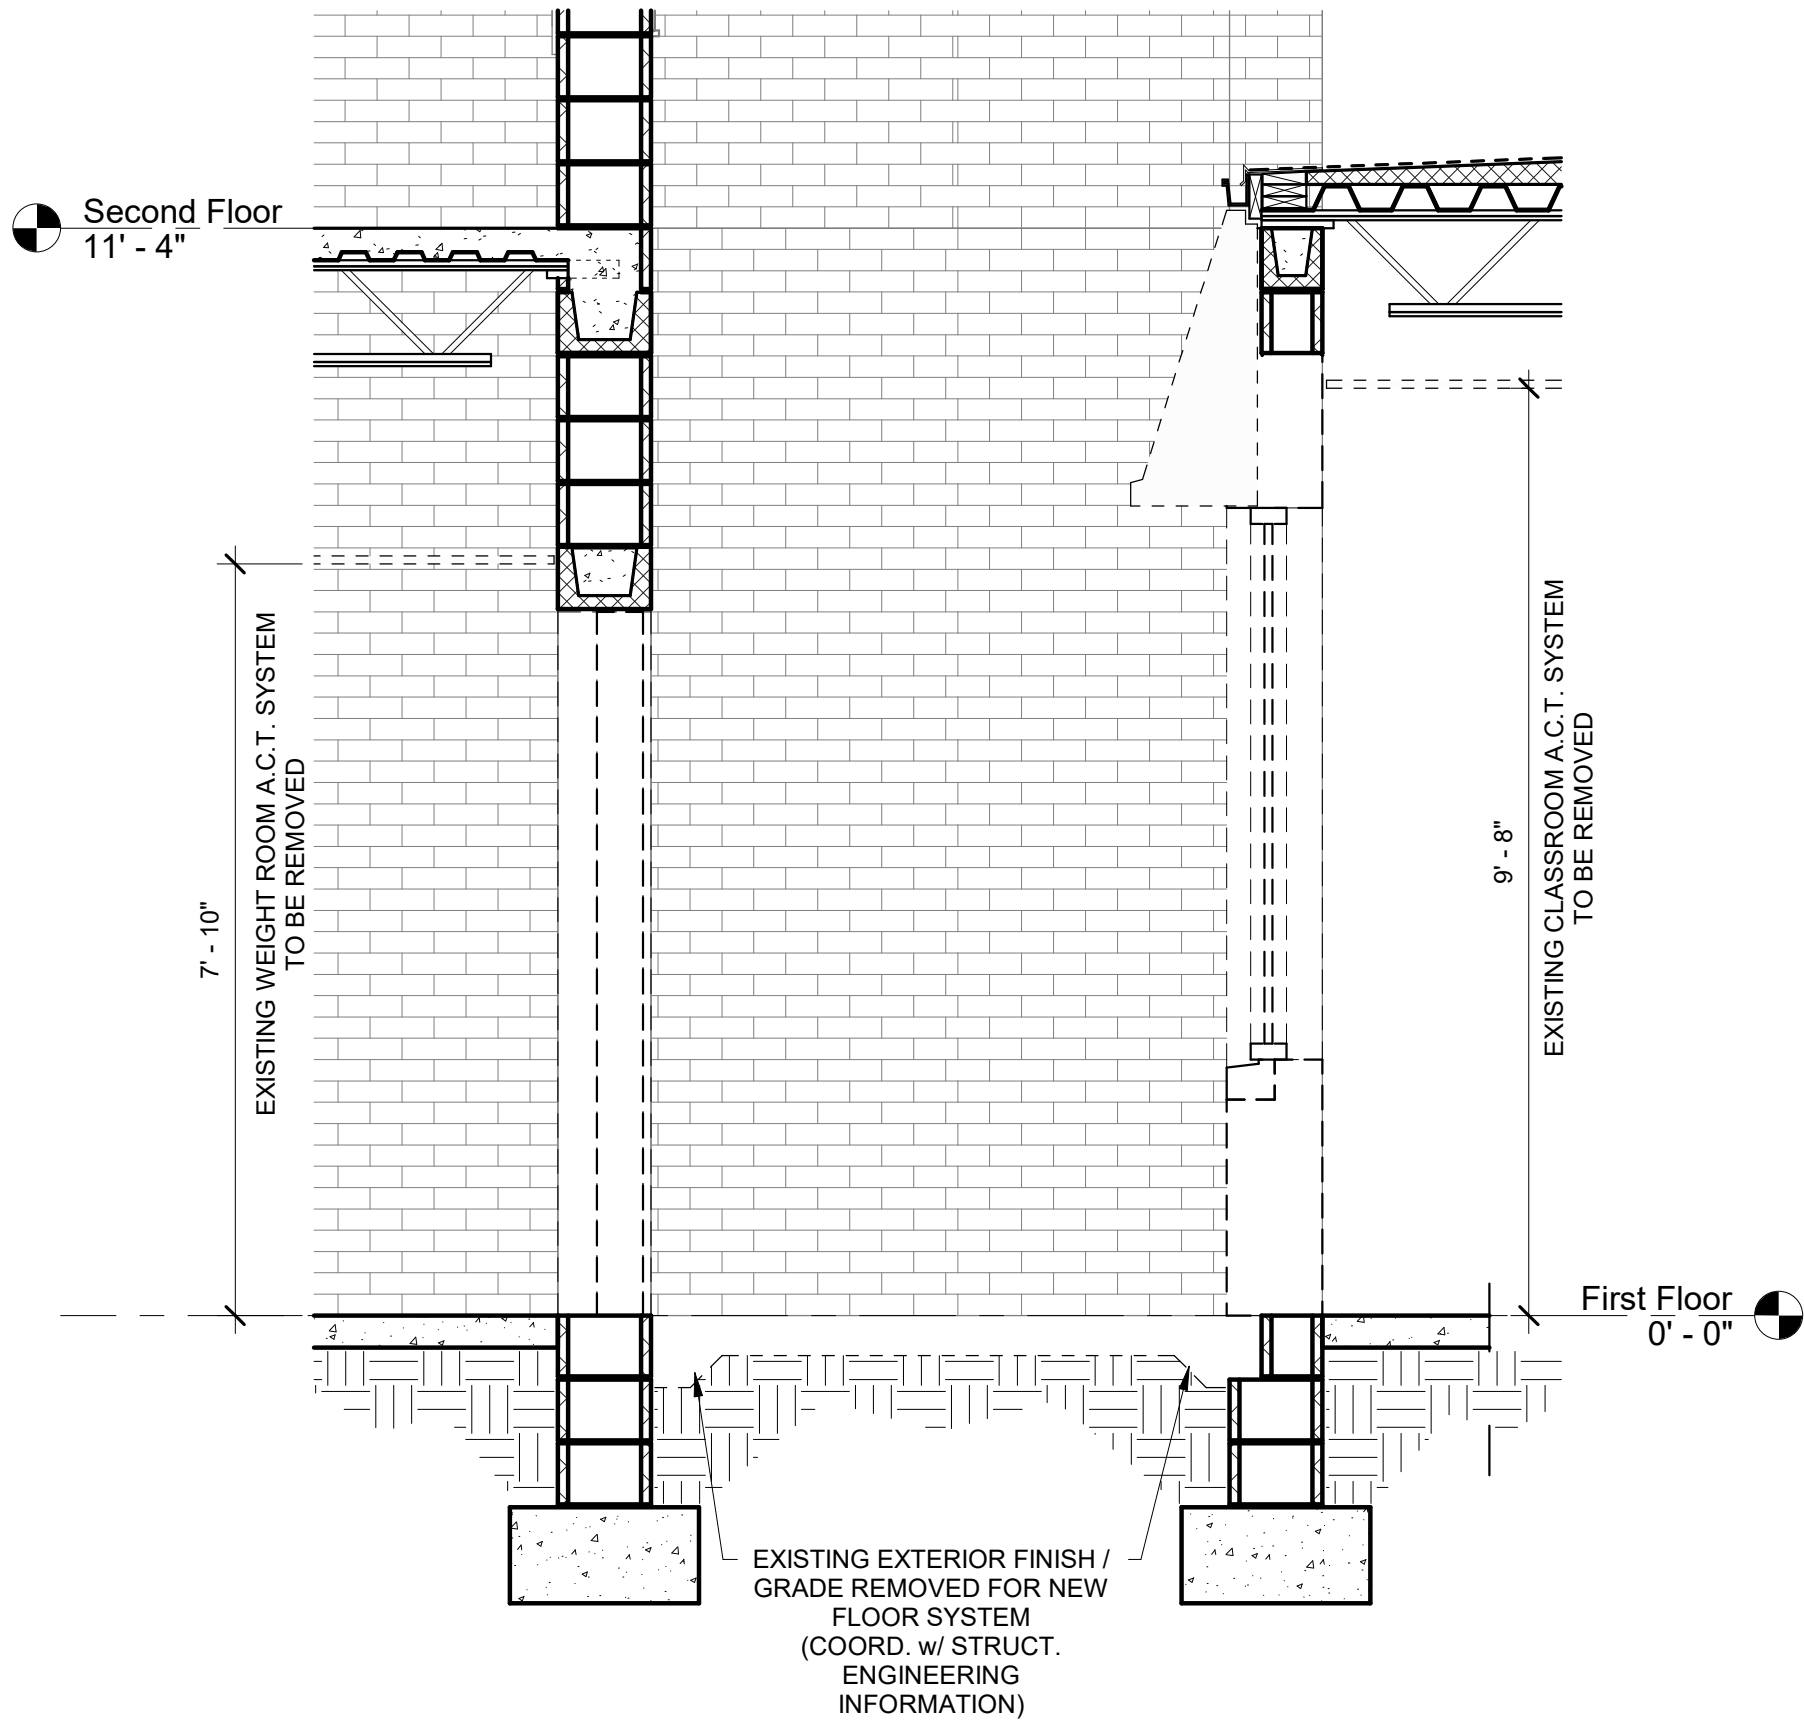 Second Floor
11' - 4"
7' - 10"
EXISTING WEIGHT ROOM A.C.T. SYSTEM
TO BE REMOVED
9' - 8"
EXISTING CLASSROOM A.C.T. SYSTEM
TO BE REMOVED
First Floor
0' - 0"
EXISTING EXTERIOR FINISH /
GRADE REMOVED FOR NEW
FLOOR SYSTEM
(COORD. w/ STRUCT.
ENGINEERING
INFORMATION)